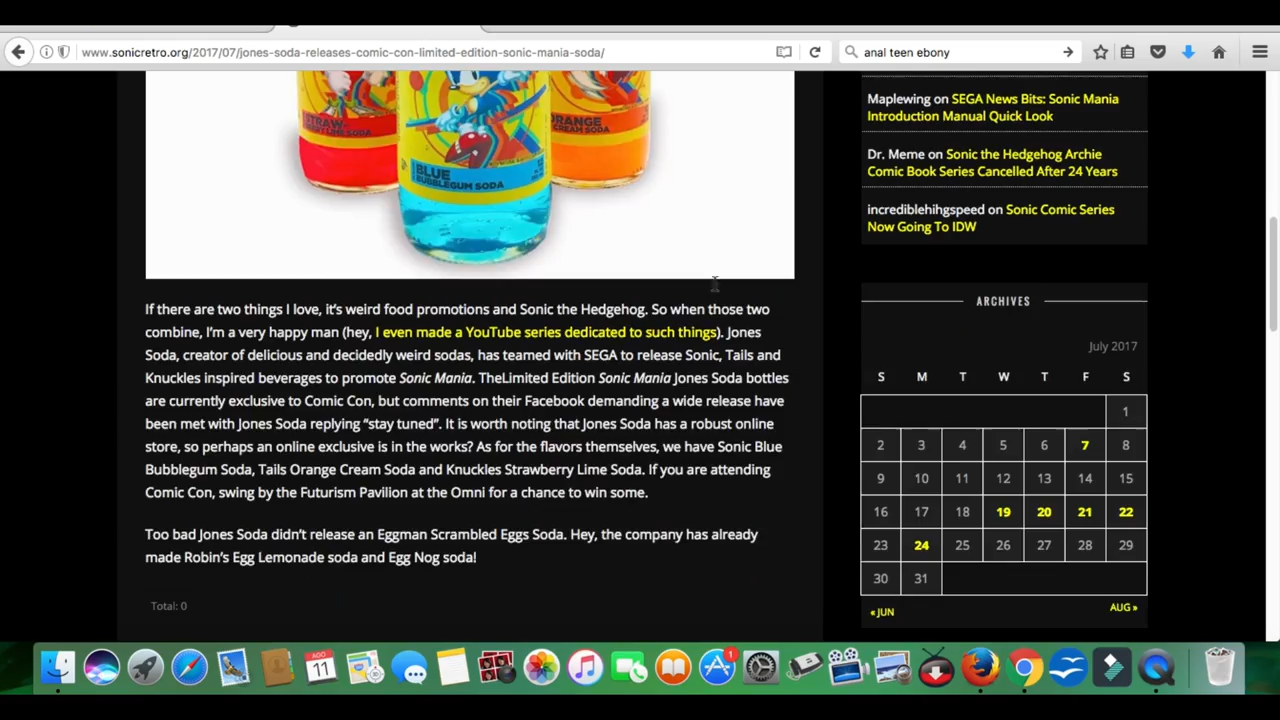 www.sonicretro.org/2017/07/jones-soda-releases-comic-con-limited-edition-sonic-mania-soda/
anal teen ebony
STRAW-
ORANGE
CREAM SODA
BLUE
BUBBLEGUM SODA
If there are two things I love, it's weird food promotions and Sonic the Hedgehog. So when those two
combine, I'm a very happy man (hey, I even made a YouTube series dedicated to such things). Jones
Soda, creator of delicious and decidedly weird sodas, has teamed with SEGA to release Sonic, Tails and
Knuckles inspired beverages to promote Sonic Mania. TheLimited Edition Sonic Mania Jones Soda bottles
are currently exclusive to Comic Con, but comments on their Facebook demanding a wide release have
been met with Jones Soda replying “stay tuned”. It is worth noting that Jones Soda has a robust online
store, so perhaps an online exclusive is in the works? As for the flavors themselves, we have Sonic Blue
Bubblegum Soda, Tails Orange Cream Soda and Knuckles Strawberry Lime Soda. If you are attending
Comic Con, swing by the Futurism Pavilion at the Omni for a chance to win some.
Too bad Jones Soda didn't release an Eggman Scrambled Eggs Soda. Hey, the company has already
made Robin's Egg Lemonade soda and Egg Nog soda!
Total: 0
Maplewing on SEGA News Bits: Sonic Mania
Introduction Manual Quick Look
Dr. Meme on Sonic the Hedgehog Archie
Comic Book Series Cancelled After 24 Years
incrediblehihgspeed on Sonic Comic Series
Now Going To IDW
ARCHIVES
July 2017
S M T W T F S
1
2 3 4 5 6 7 8
9 10 11 12 13 14 15
16 17 18 19 20 21 22
23 24 25 26 27 28 29
30 31
« JUN AUG »
AUG
11
1